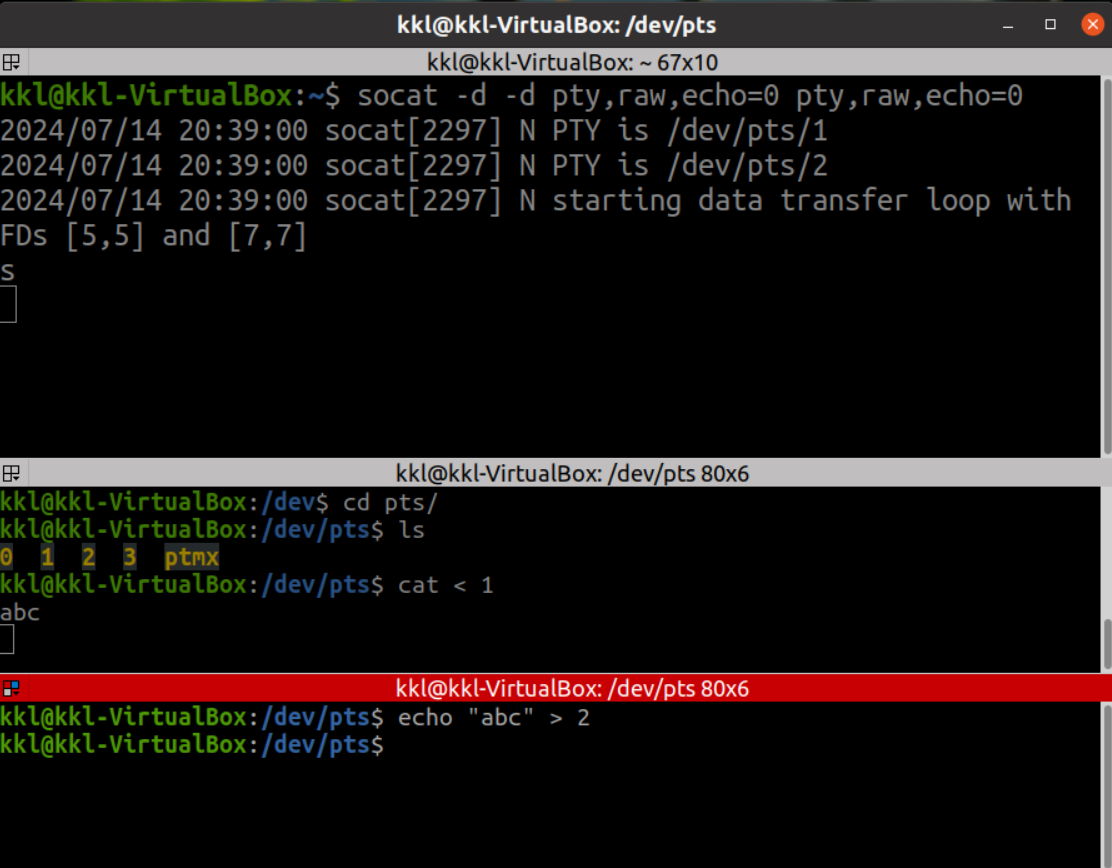 kkl@kkl-VirtualBox: /dev/pts
kkl@kkl-VirtualBox: ~ 67x10
kkl@kkl-VirtualBox:~$ socat -d -d pty,raw,echo=0 pty,raw,echo=0
2024/07/14 20:39:00 socat[2297] N PTY is /dev/pts/1
2024/07/14 20:39:00 socat[2297] N PTY is /dev/pts/2
2024/07/14 20:39:00 socat[2297] N starting data transfer loop with
FDs [5,5] and [7,7]
s
kkl@kkl-VirtualBox: /dev/pts 80x6
kkl@kkl-VirtualBox:/dev$ cd pts/
kkl@kkl-VirtualBox:/dev/pts$ ls
0 1 2 3 ptmx
kkl@kkl-VirtualBox:/dev/pts$ cat < 1
abc
kkl@kkl-VirtualBox: /dev/pts 80x6
kkl@kkl-VirtualBox:/dev/pts$ echo "abc" > 2
kkl@kkl-VirtualBox:/dev/pts$